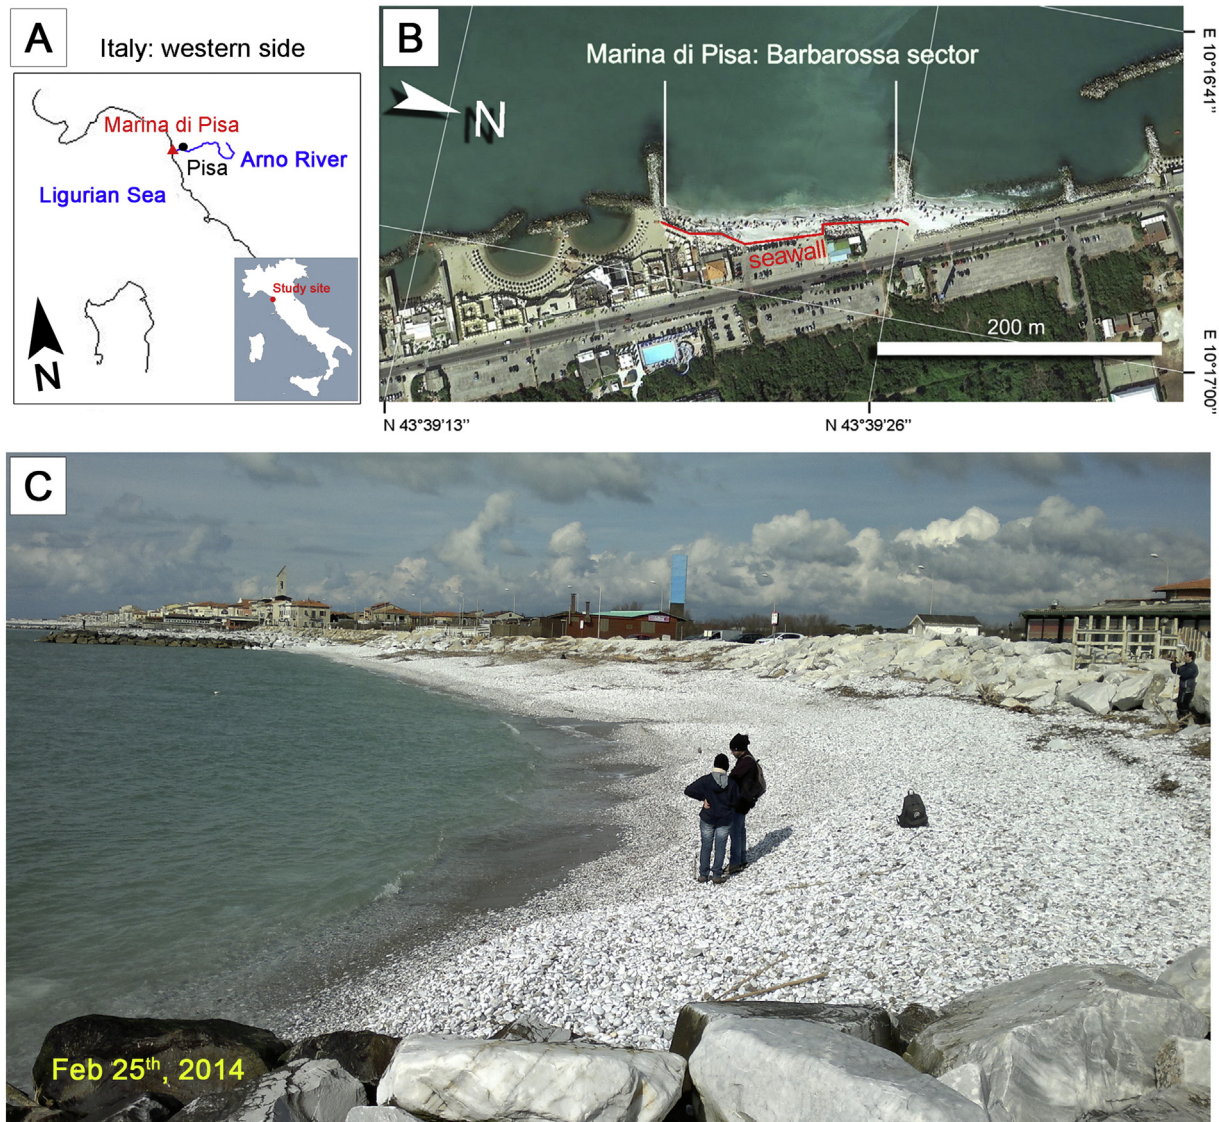 A
Italy: western side
Marina di Pisa
Pisa
Arno River
Ligurian Sea
Study site
N
B
Marina di Pisa: Barbarossa sector
N
seawall
200 m
E 10°16'41''
E 10°17'00''
N 43°39'13''
N 43°39'26''
C
Feb 25th, 2014